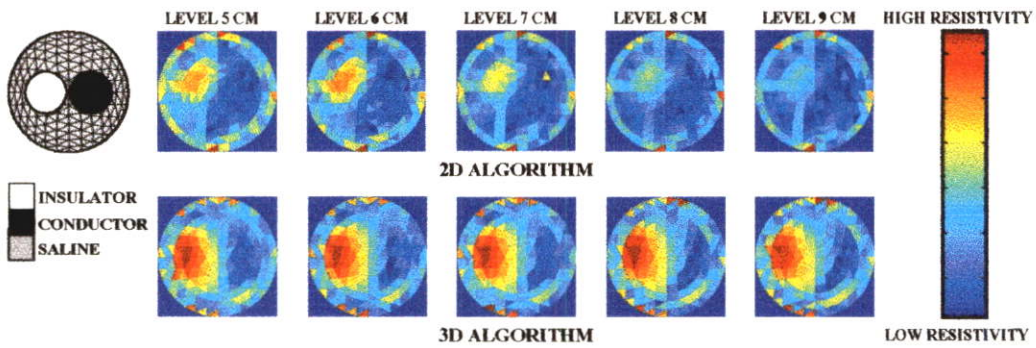 LEVEL 5 CM LEVEL 6 CM LEVEL 7 CM LEVEL 8 CM LEVEL 9 CM HIGH RESISTIVITY
2D ALGORITHM
INSULATOR
CONDUCTOR
SALINE
3D ALGORITHM
LOW RESISTIVITY